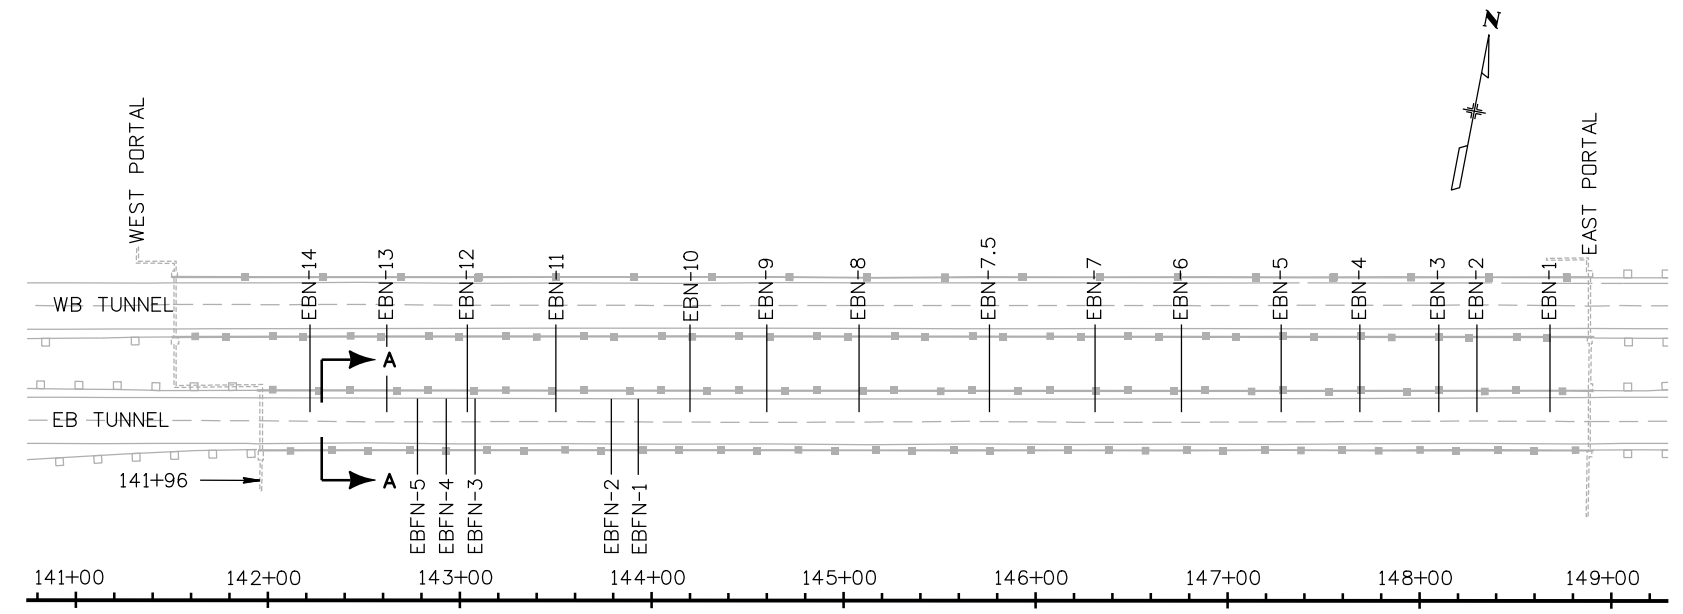 N
WEST PORTAL
EAST PORTAL
EBN-14
EBN-13
EBN-12
EBN-11
EBN-10
EBN-9
EBN-8
EBN-7.5
EBN-7
EBN-6
EBN-5
EBN-4
EBN-3
EBN-2
EBN-1
WB TUNNEL
A
EB TUNNEL
141+96
A
EBFN-5
EBFN-4
EBFN-3
EBFN-2
EBFN-1
141+00 142+00 143+00 144+00 145+00 146+00 147+00 148+00 149+00